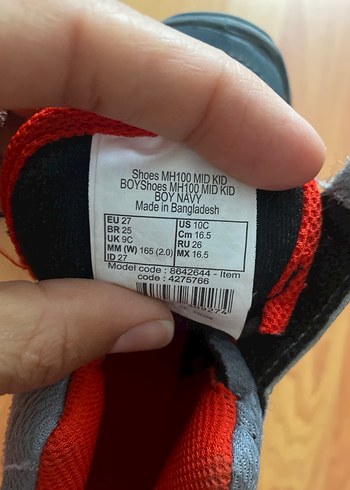 Shoes MH100 MID KID
BOYShoes MH100 MID KID
BOY NAVY
Made in Bangladesh
EU 27 US 10C
BR 25 Cm 16.5
UK 9C RU 26
MM (W) 165 (2.0) MX 16.5
ID 27
Model code : 8642644 - Item
code : 4275766